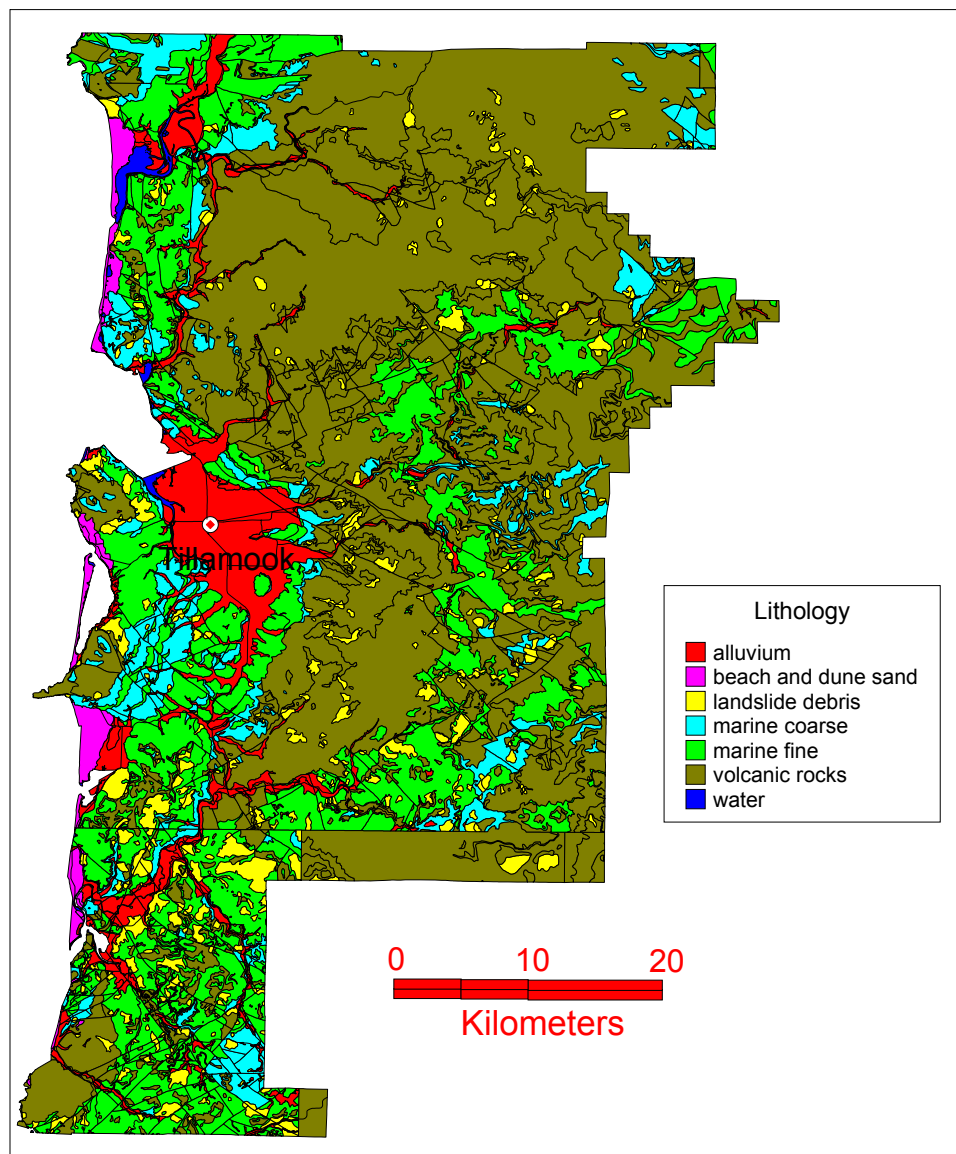 Tillamook
Lithology
alluvium
beach and dune sand
landslide debris
marine coarse
marine fine
volcanic rocks
water
0 10 20
Kilometers